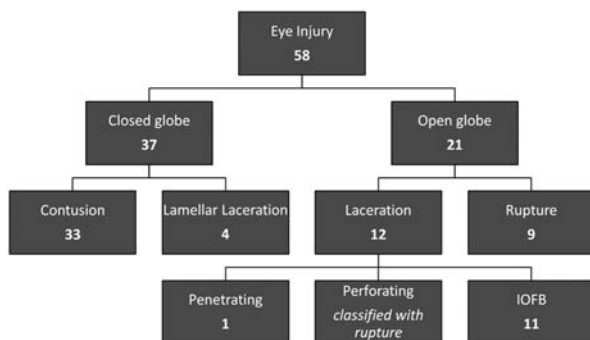 Eye Injury
58
Closed globe
37
Open globe
21
Contusion
33
Lamellar Laceration
4
Laceration
12
Rupture
9
Penetrating
1
Perforating
classified with
rupture
IOFB
11